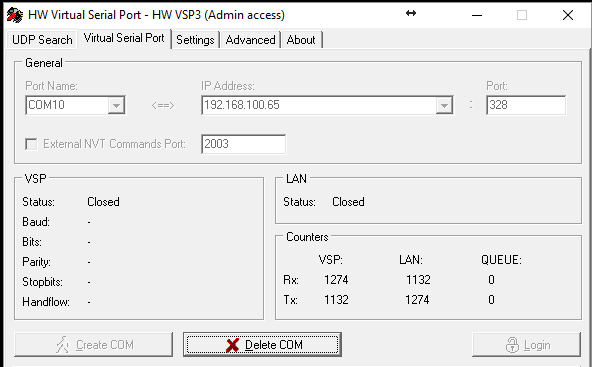 HW Virtual Serial Port - HW VSP3 (Admin access)
UDP Search Virtual Serial Port Settings Advanced About
General
Port Name: IP Address: Port:
COM10 <==> 192.168.100.65 : 328
External NVT Commands Port: 2003
VSP
Status: Closed
Baud: -
Bits: -
Parity: -
Stopbits: -
Handflow: -
LAN
Status: Closed
Counters
VSP: LAN: QUEUE:
Rx: 1274 1132 0
Tx: 1132 1274 0
Create COM Delete COM Login